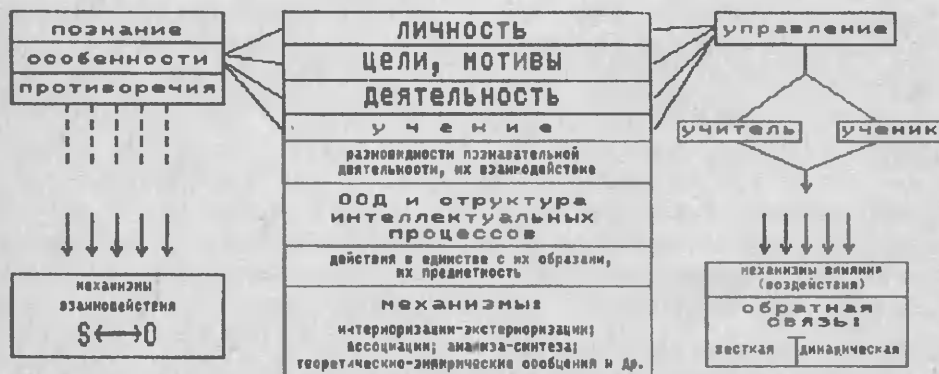 познание
особенности
противоречия
механизмы
взаимодействия
S⟷O
ЛИЧНОСТЬ
ЦЕЛИ, МОТИВЫ
ДЕЯТЕЛЬНОСТЬ
учение
разновидности познавательной
деятельности, их взаимодействие
ООД и структура
интеллектуальных
процессов
действия в единстве с их образами,
их предметность
механизмы:
интериоризации-экстериоризации;
ассоциации; анализа-синтеза;
теоретическо-эмпирические обобщения и др.
управление
учитель
ученик
механизмы влияния
(воздействия)
обратная
связь:
жесткая
динамическая